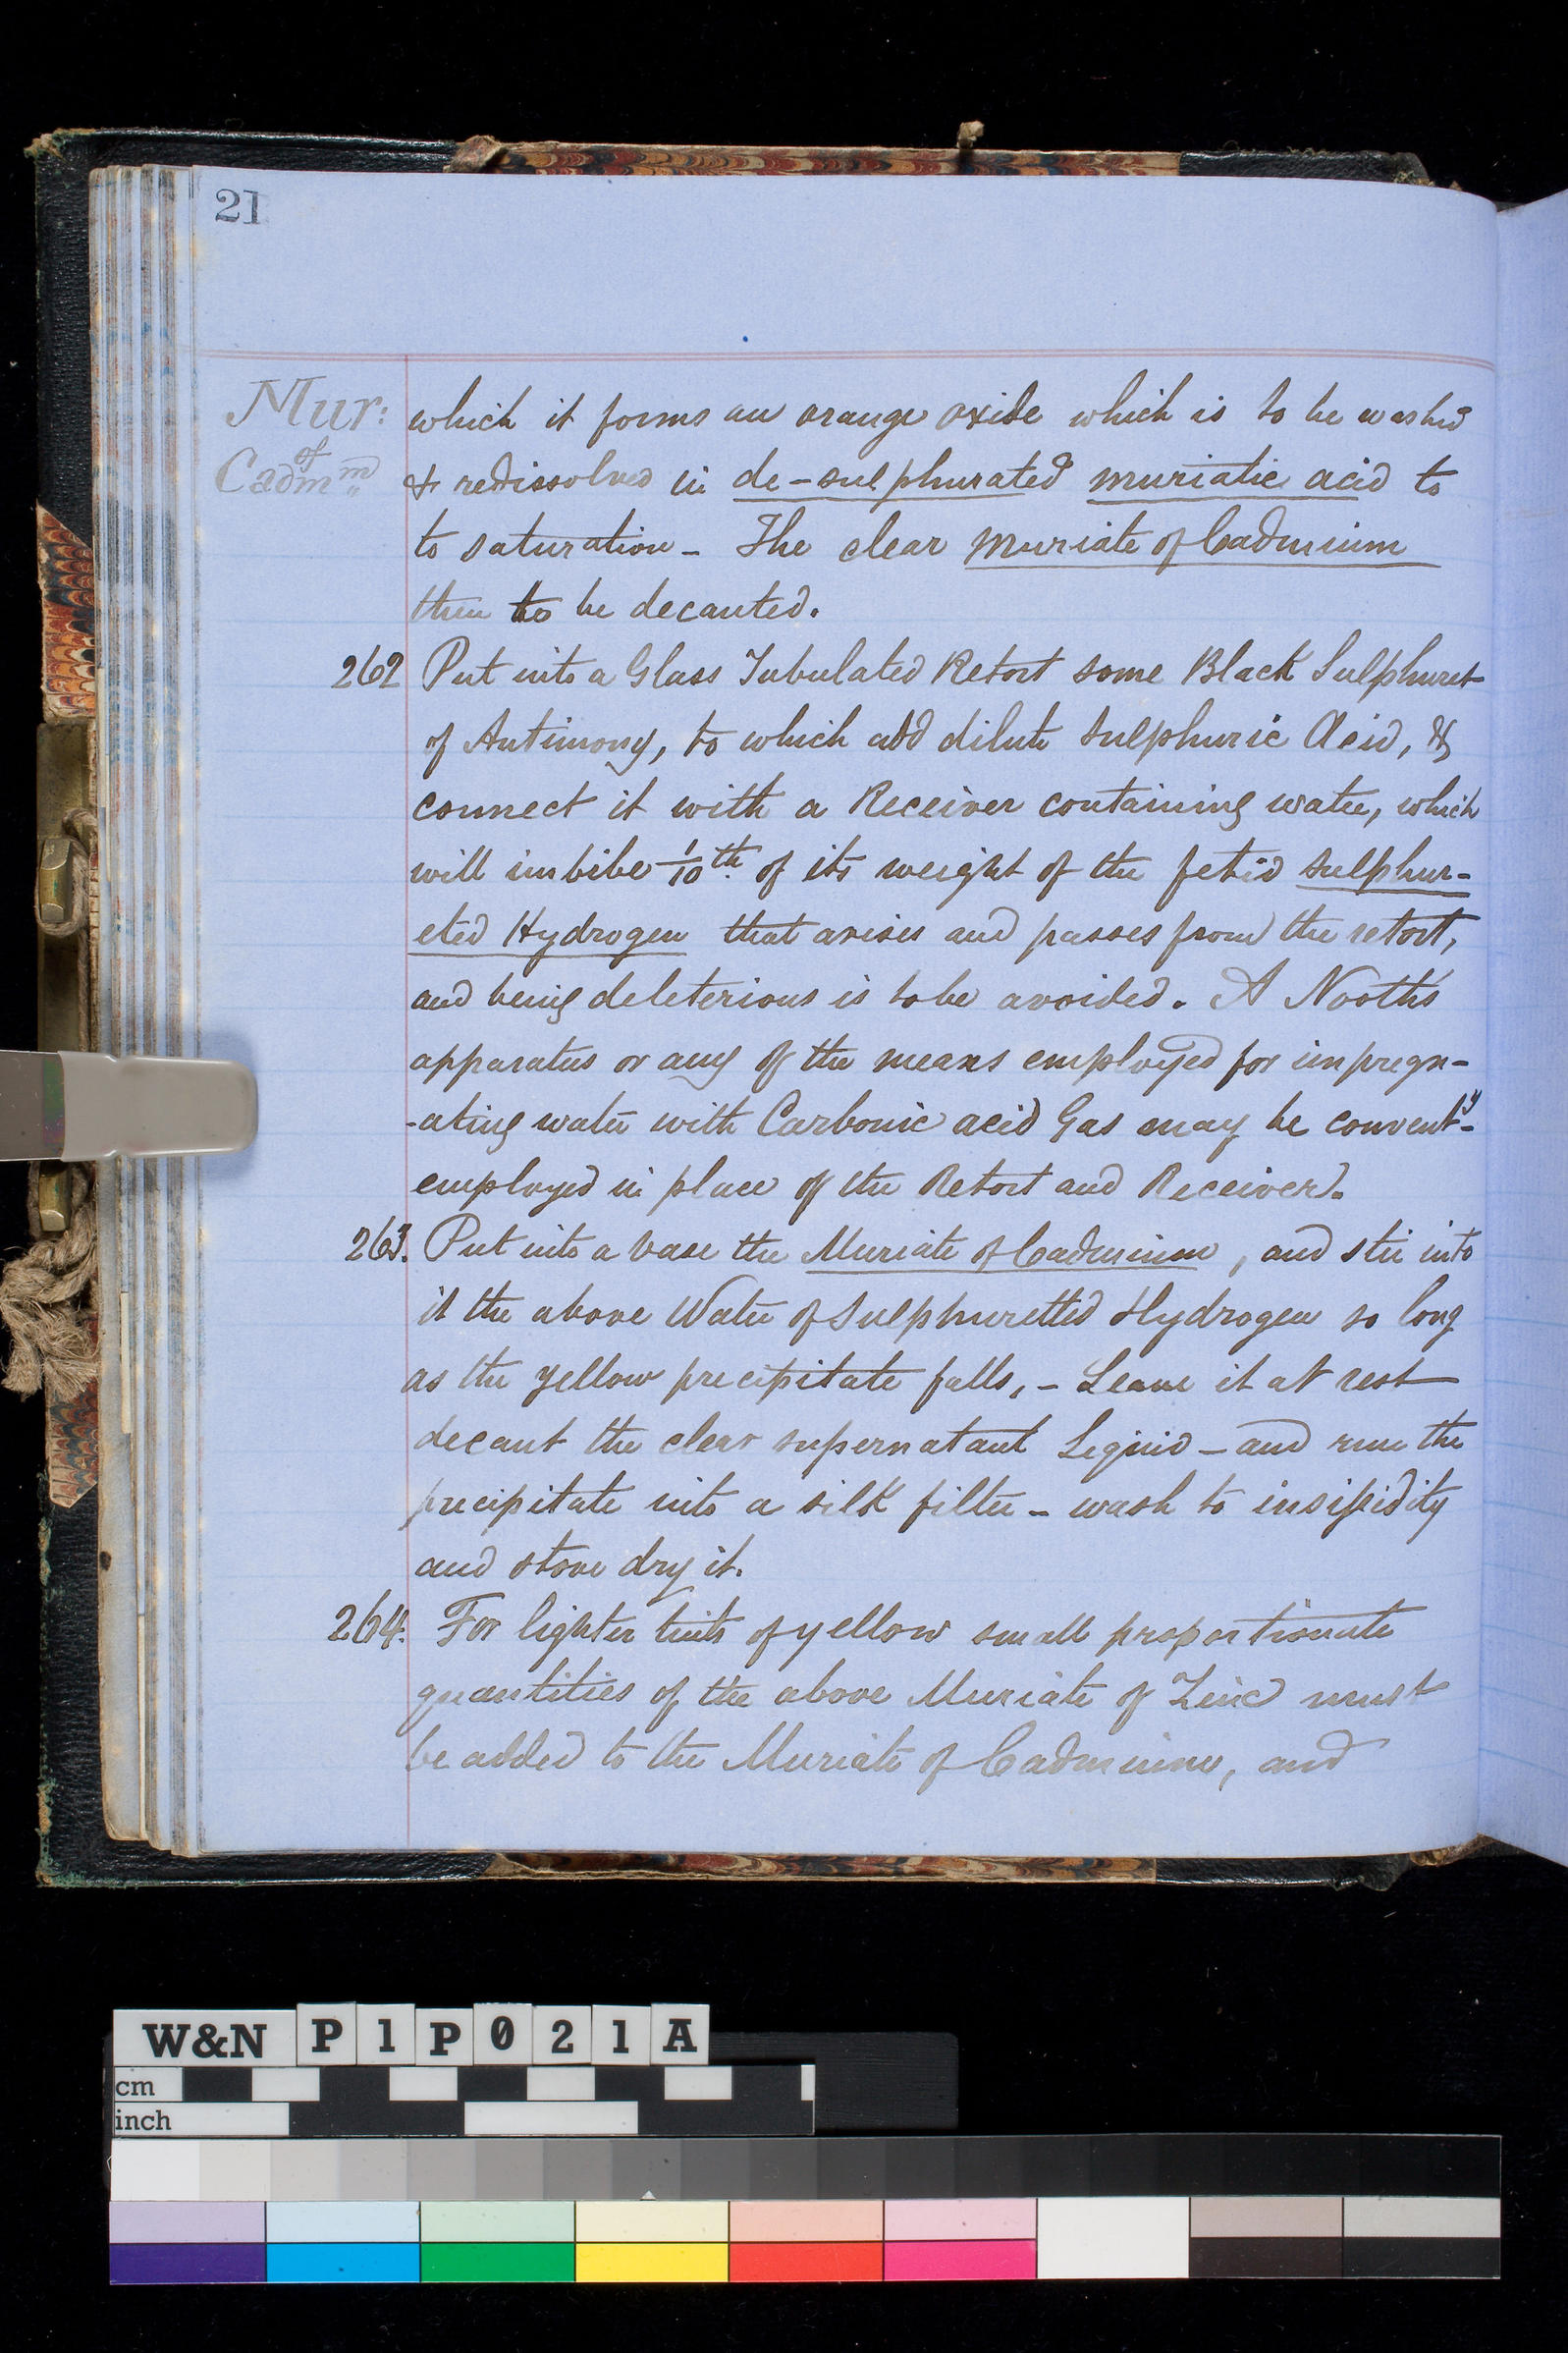 21
Mur:
of
Cadm.m
which it forms an orange oxide which is to be washed
& redissolved in de-sulphurated muriatic acid to
to saturation - The clear Muriate of Cadmium
then to be decanted.
262 Put into a Glass Tubulated Retort some Black Sulphuret
of Antimony, to which add dilute Sulphuric Acid, &
connect it with a Receiver containing water, which
will imbibe 1/10th. of its weight of the fetid sulphur-
eted Hydrogen that arises and passes from the retort,
and being deleterious is to be avoided. A Nooth's
apparatus or any of the means employed for impregn-
-ating water with Carbonic acid Gas may be convent.y
employed in place of the Retort and Receiver.
263. Put into a vase the Muriate of Cadmium, and stir into
it the above Water of Sulphuretted Hydrogen so long
as the yellow precipitate falls, - Leave it at rest
decant the clear supernatant Liquid - and run the
precipitate into a silk filter - wash to insipidity
and stove dry it.
264. For lighter tints of yellow small proportionate
quantities of the above Muriate of Zinc must
be added to the Muriate of Cadmium, and
W&N P1P021A
cm
inch